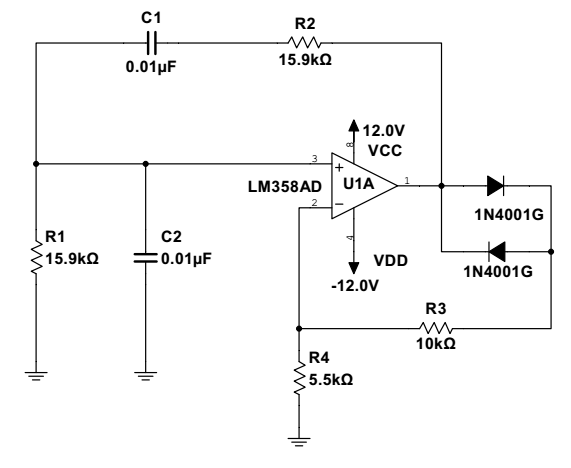 C1
0.01µF
R2
15.9kΩ
12.0V
VCC
8
3
LM358AD
U1A
1
2
4
VDD
-12.0V
1N4001G
1N4001G
R1
15.9kΩ
C2
0.01µF
R3
10kΩ
R4
5.5kΩ